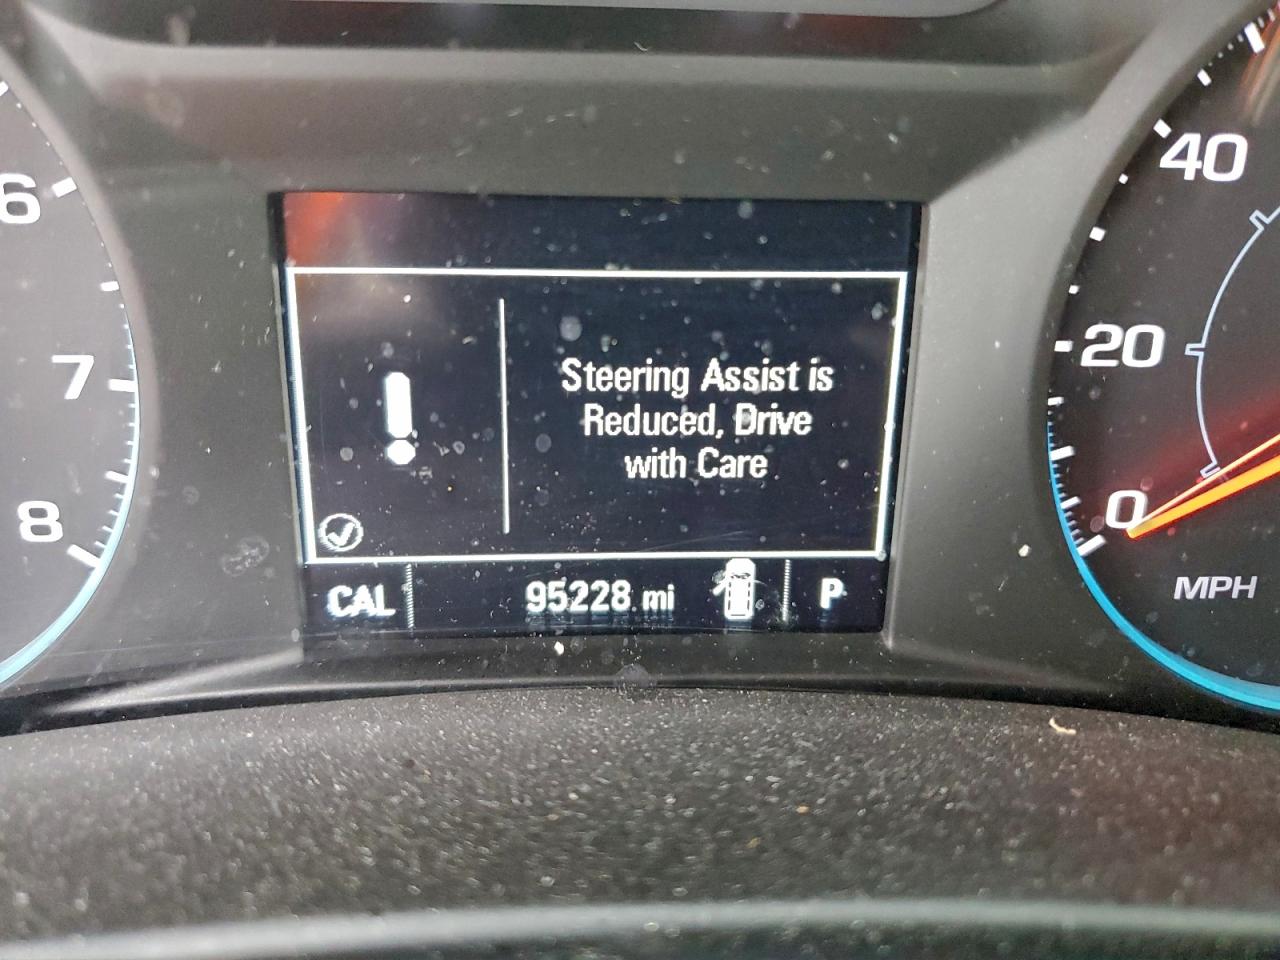 6
7
8
Steering Assist is
Reduced, Drive
with Care
CAL 95228 mi P
40
20
0
MPH